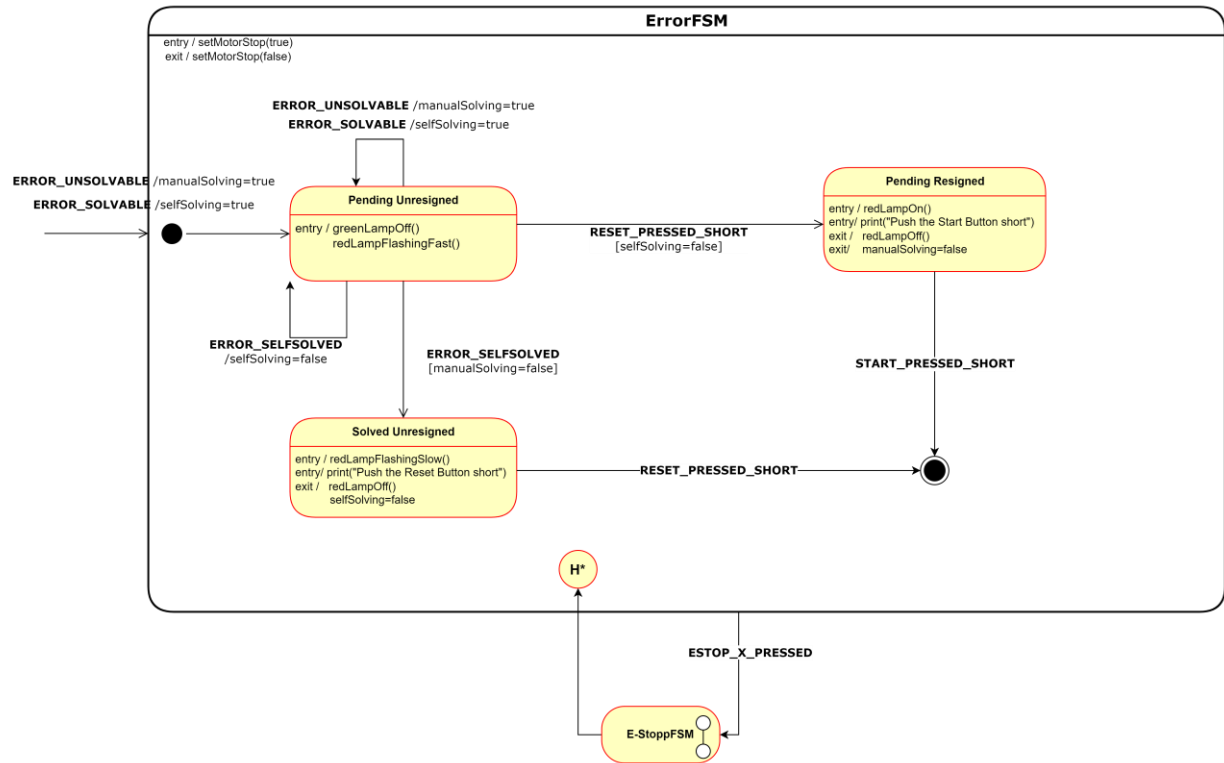 ErrorFSM
entry / setMotorStop(true)
exit / setMotorStop(false)
ERROR_UNSOLVABLE /manualSolving=true
ERROR_SOLVABLE /selfSolving=true
ERROR_UNSOLVABLE /manualSolving=true
ERROR_SOLVABLE /selfSolving=true
Pending Unresigned
entry / greenLampOff()
redLampFlashingFast()
RESET_PRESSED_SHORT
[selfSolving=false]
Pending Resigned
entry / redLampOn()
entry/ print("Push the Start Button short")
exit / redLampOff()
exit/ manualSolving=false
ERROR_SELFSOLVED
/selfSolving=false
ERROR_SELFSOLVED
[manualSolving=false]
START_PRESSED_SHORT
Solved Unresigned
entry / redLampFlashingSlow()
entry/ print("Push the Reset Button short")
exit / redLampOff()
selfSolving=false
RESET_PRESSED_SHORT
H*
ESTOP_X_PRESSED
E-StoppFSM